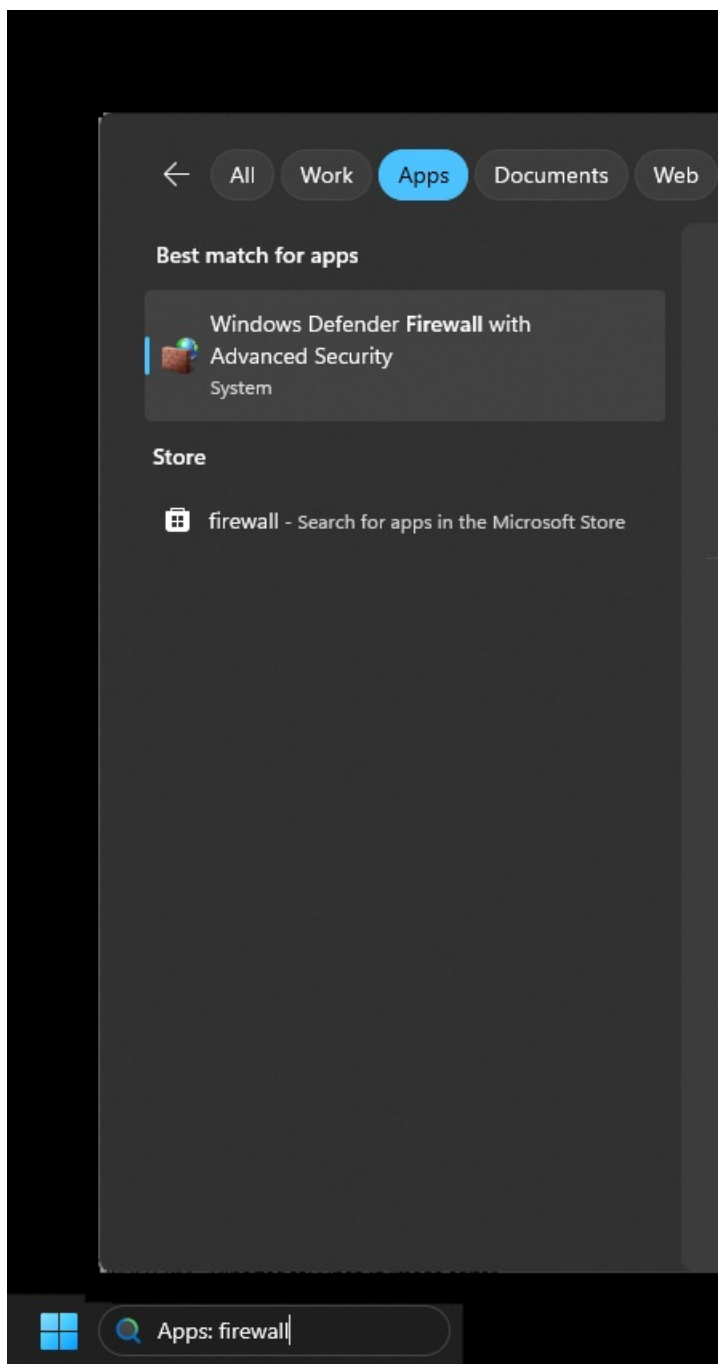 All Work Apps Documents Web
Best match for apps
Windows Defender Firewall with
Advanced Security
System
Store
firewall - Search for apps in the Microsoft Store
Apps: firewall